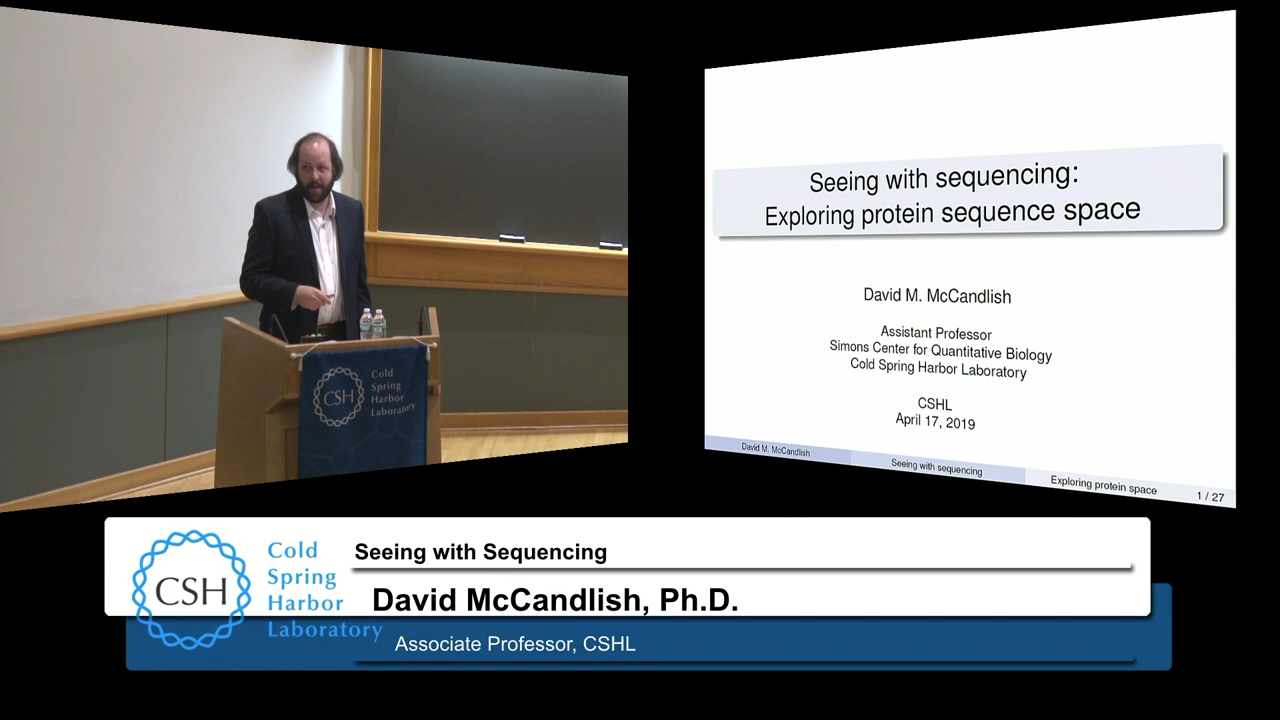 Seeing with sequencing:
Exploring protein sequence space
David M. McCandlish
Assistant Professor
Simons Center for Quantitative Biology
Cold Spring Harbor Laboratory
CSHL
April 17, 2019
David M. McCandlish
Seeing with sequencing
Exploring protein space
1 / 27
CSH
Cold
Spring
Harbor
Laboratory
CSH
Cold
Spring
Harbor
Laboratory
Seeing with Sequencing
David McCandlish, Ph.D.
Associate Professor, CSHL